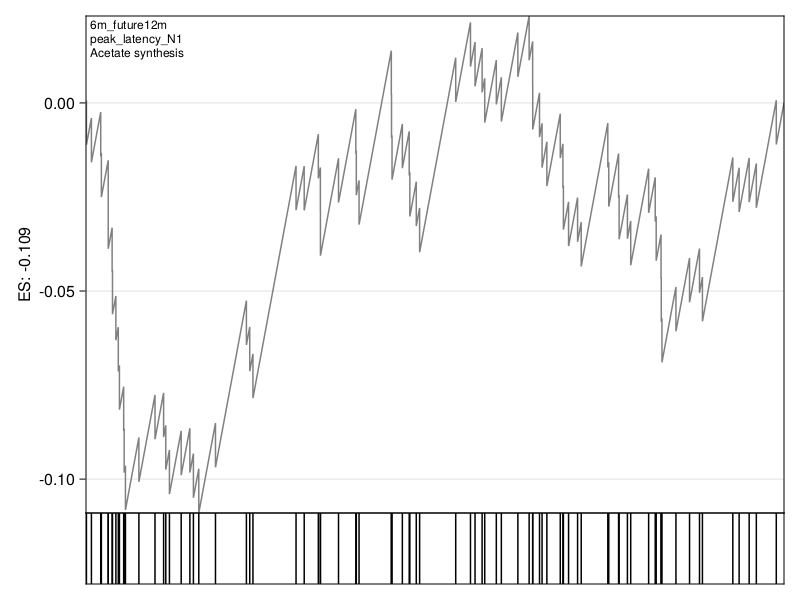 6m_future12m
peak_latency_N1
Acetate synthesis
0.00
-0.05
-0.10
ES: -0.109